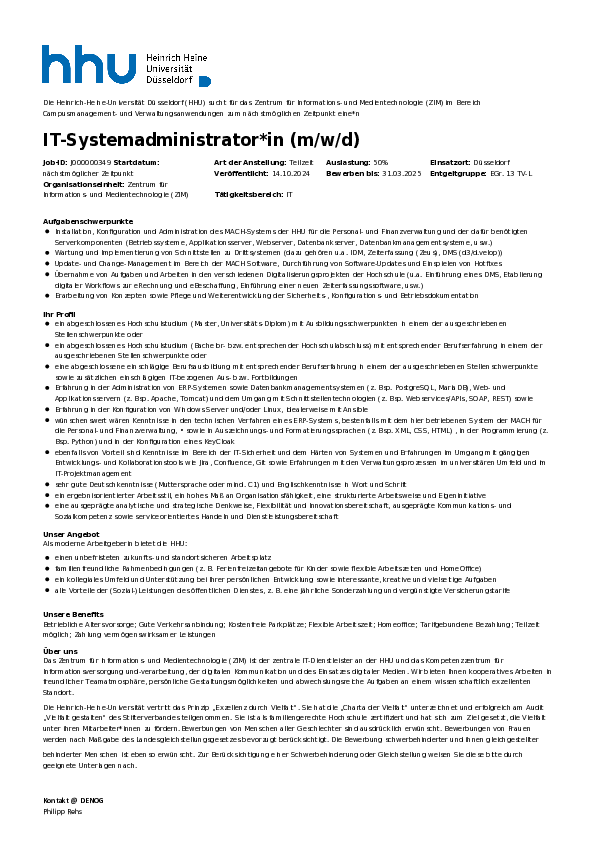 hhu Heinrich Heine
Universität
Düsseldorf
Die Heinrich-Heine-Universität Düsseldorf (HHU) sucht für das Zentrum für Informations- und Medientechnologie (ZIM) im Bereich
Campusmanagement- und Verwaltungsanwendungen zum nächstmöglichen Zeitpunkt eine*n
IT-Systemadministrator*in (m/w/d)
Job-ID: J000000349 Startdatum: Art der Anstellung: Teilzeit Auslastung: 50% Einsatzort: Düsseldorf
nächstmöglicher Zeitpunkt Veröffentlicht: 14.10.2024 Bewerben bis: 31.03.2025 Entgeltgruppe: EGr. 13 TV-L
Organisationseinheit: Zentrum für
Informations- und Medientechnologie (ZIM) Tätigkeitsbereich: IT
Aufgabenschwerpunkte
● Installation, Konfiguration und Administration des MACH-Systems der HHU für die Personal- und Finanzverwaltung und der dafür benötigten
Serverkomponenten (Betriebssysteme, Applikationsserver, Webserver, Datenbankserver, Datenbankmanagementsysteme, usw.)
● Wartung und Implementierung von Schnittstellen zu Drittsystemen (dazu gehören u.a. IDM, Zeiterfassung (Zeus), DMS (d3/d.velop))
● Update- und Change-Management im Bereich der MACH Software, Durchführung von Software-Updates und Einspielen von Hotfixes
● Übernahme von Aufgaben und Arbeiten in den verschiedenen Digitalisierungsprojekten der Hochschule (u.a. Einführung eines DMS, Etablierung
digitaler Workflows zur eRechnung und eBeschaffung, Einführung einer neuen Zeiterfassungssoftware, usw.)
● Erarbeitung von Konzepten sowie Pflege und Weiterentwicklung der Sicherheits-, Konfigurations- und Betriebsdokumentation
Ihr Profil
● ein abgeschlossenes Hochschulstudium (Master, Universitäts-Diplom) mit Ausbildungsschwerpunkten in einem der ausgeschriebenen
Stellenschwerpunkte oder
● ein abgeschlossenes Hochschulstudium (Bachelor- bzw. entsprechender Hochschulabschluss) mit entsprechender Berufserfahrung in einem der
ausgeschriebenen Stellenschwerpunkte oder
● eine abgeschlossene einschlägige Berufsausbildung mit entsprechender Berufserfahrung in einem der ausgeschriebenen Stellenschwerpunkte
sowie zusätzlichen einschlägigen IT-bezogenen Aus- bzw. Fortbildungen
● Erfahrung in der Administration von ERP-Systemen sowie Datenbankmanagementsystemen (z. Bsp. PostgreSQL, MariaDB), Web- und
Applikationsservern (z. Bsp. Apache, Tomcat) und dem Umgang mit Schnittstellentechnologien (z. Bsp. Webservices/APIs, SOAP, REST) sowie
● Erfahrung in der Konfiguration von Windows Server und/oder Linux, idealerweise mit Ansible
● wünschenswert wären Kenntnisse in den technischen Verfahren eines ERP-Systems, bestenfalls mit dem hier betriebenen System der MACH für
die Personal- und Finanzverwaltung, • sowie in Auszeichnungs- und Formatierungssprachen (z. Bsp. XML, CSS, HTML) , in der Programmierung (z.
Bsp. Python) und in der Konfiguration eines KeyCloak
● ebenfalls von Vorteil sind Kenntnisse im Bereich der IT-Sicherheit und dem Härten von Systemen und Erfahrungen im Umgang mit gängigen
Entwicklungs- und Kollaborationstools wie Jira, Confluence, Git sowie Erfahrungen mit den Verwaltungsprozessen im universitären Umfeld und im
IT-Projektmanagement
● sehr gute Deutschkenntnisse (Muttersprache oder mind. C1) und Englischkenntnisse in Wort und Schrift
● ein ergebnisorientierter Arbeitsstil, ein hohes Maß an Organisationsfähigkeit, eine strukturierte Arbeitsweise und Eigeninitiative
● eine ausgeprägte analytische und strategische Denkweise, Flexibilität und Innovationsbereitschaft, ausgeprägte Kommunikations- und
Sozialkompetenz sowie serviceorientiertes Handeln und Dienstleistungsbereitschaft
Unser Angebot
Als moderne Arbeitgeberin bietet die HHU:
● einen unbefristeten zukunfts- und standortsicheren Arbeitsplatz
● familienfreundliche Rahmenbedingungen (z. B. Ferienfreizeitangebote für Kinder sowie flexible Arbeitszeiten und HomeOffice)
● ein kollegiales Umfeld und Unterstützung bei Ihrer persönlichen Entwicklung sowie interessante, kreative und vielseitige Aufgaben
● alle Vorteile der (Sozial-) Leistungen des öffentlichen Dienstes, z. B. eine jährliche Sonderzahlung und vergünstigte Versicherungstarife
Unsere Benefits
Betriebliche Altersvorsorge; Gute Verkehrsanbindung; Kostenfreie Parkplätze; Flexible Arbeitszeit; Homeoffice; Tarifgebundene Bezahlung; Teilzeit
möglich; Zahlung vermögenswirksamer Leistungen
Über uns
Das Zentrum für Informations- und Medientechnologie (ZIM) ist der zentrale IT-Dienstleister an der HHU und das Kompetenzzentrum für
Informationsversorgung und -verarbeitung, der digitalen Kommunikation und des Einsatzes digitaler Medien. Wir bieten Ihnen kooperatives Arbeiten in
freundlicher Teamatmosphäre, persönliche Gestaltungsmöglichkeiten und abwechslungsreiche Aufgaben an einem wissenschaftlich exzellenten
Standort.
Die Heinrich-Heine-Universität vertritt das Prinzip „Exzellenz durch Vielfalt". Sie hat die „Charta der Vielfalt" unterzeichnet und erfolgreich am Audit
„Vielfalt gestalten" des Stifterverbandes teilgenommen. Sie ist als familiengerechte Hochschule zertifiziert und hat sich zum Ziel gesetzt, die Vielfalt
unter ihren Mitarbeiter*innen zu fördern. Bewerbungen von Menschen aller Geschlechter sind ausdrücklich erwünscht. Bewerbungen von Frauen
werden nach Maßgabe des Landesgleichstellungsgesetzes bevorzugt berücksichtigt. Die Bewerbung schwerbehinderter und ihnen gleichgestellter
behinderter Menschen ist ebenso erwünscht. Zur Berücksichtigung einer Schwerbehinderung oder Gleichstellung weisen Sie diese bitte durch
geeignete Unterlagen nach.
Kontakt @ DENOG
Philipp Rehs